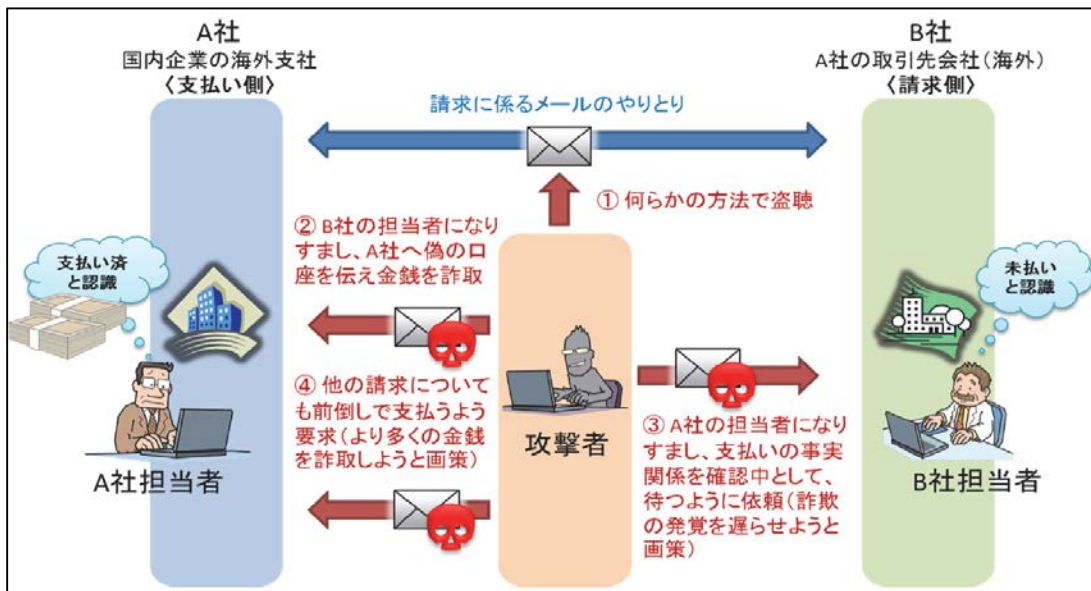 A社
国内企業の海外支社
〈支払い側〉
B社
A社の取引先会社(海外)
〈請求側〉
請求に係るメールのやりとり
① 何らかの方法で盗聴
② B社の担当者になり
すまし、A社へ偽の口
座を伝え金銭を詐取
支払い済
と認識
未払い
と認識
④ 他の請求について
も前倒しで支払うよう
要求(より多くの金銭
を詐取しようと画策)
攻撃者
③ A社の担当者になり
すまし、支払いの事実
関係を確認中として、
待つように依頼(詐欺
の発覚を遅らせようと
画策)
A社担当者
B社担当者